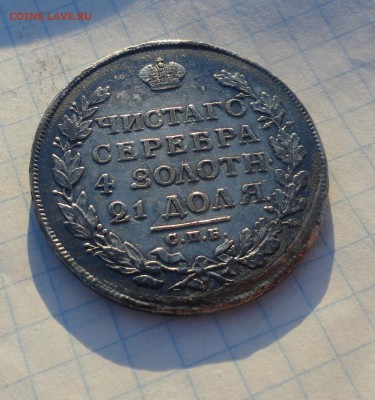 COINS.LAVE.RU
ЧИСТАГО
СЕРЕБРА
4 ЗОЛОТН.
21 ДОЛЯ
С.П.Б.